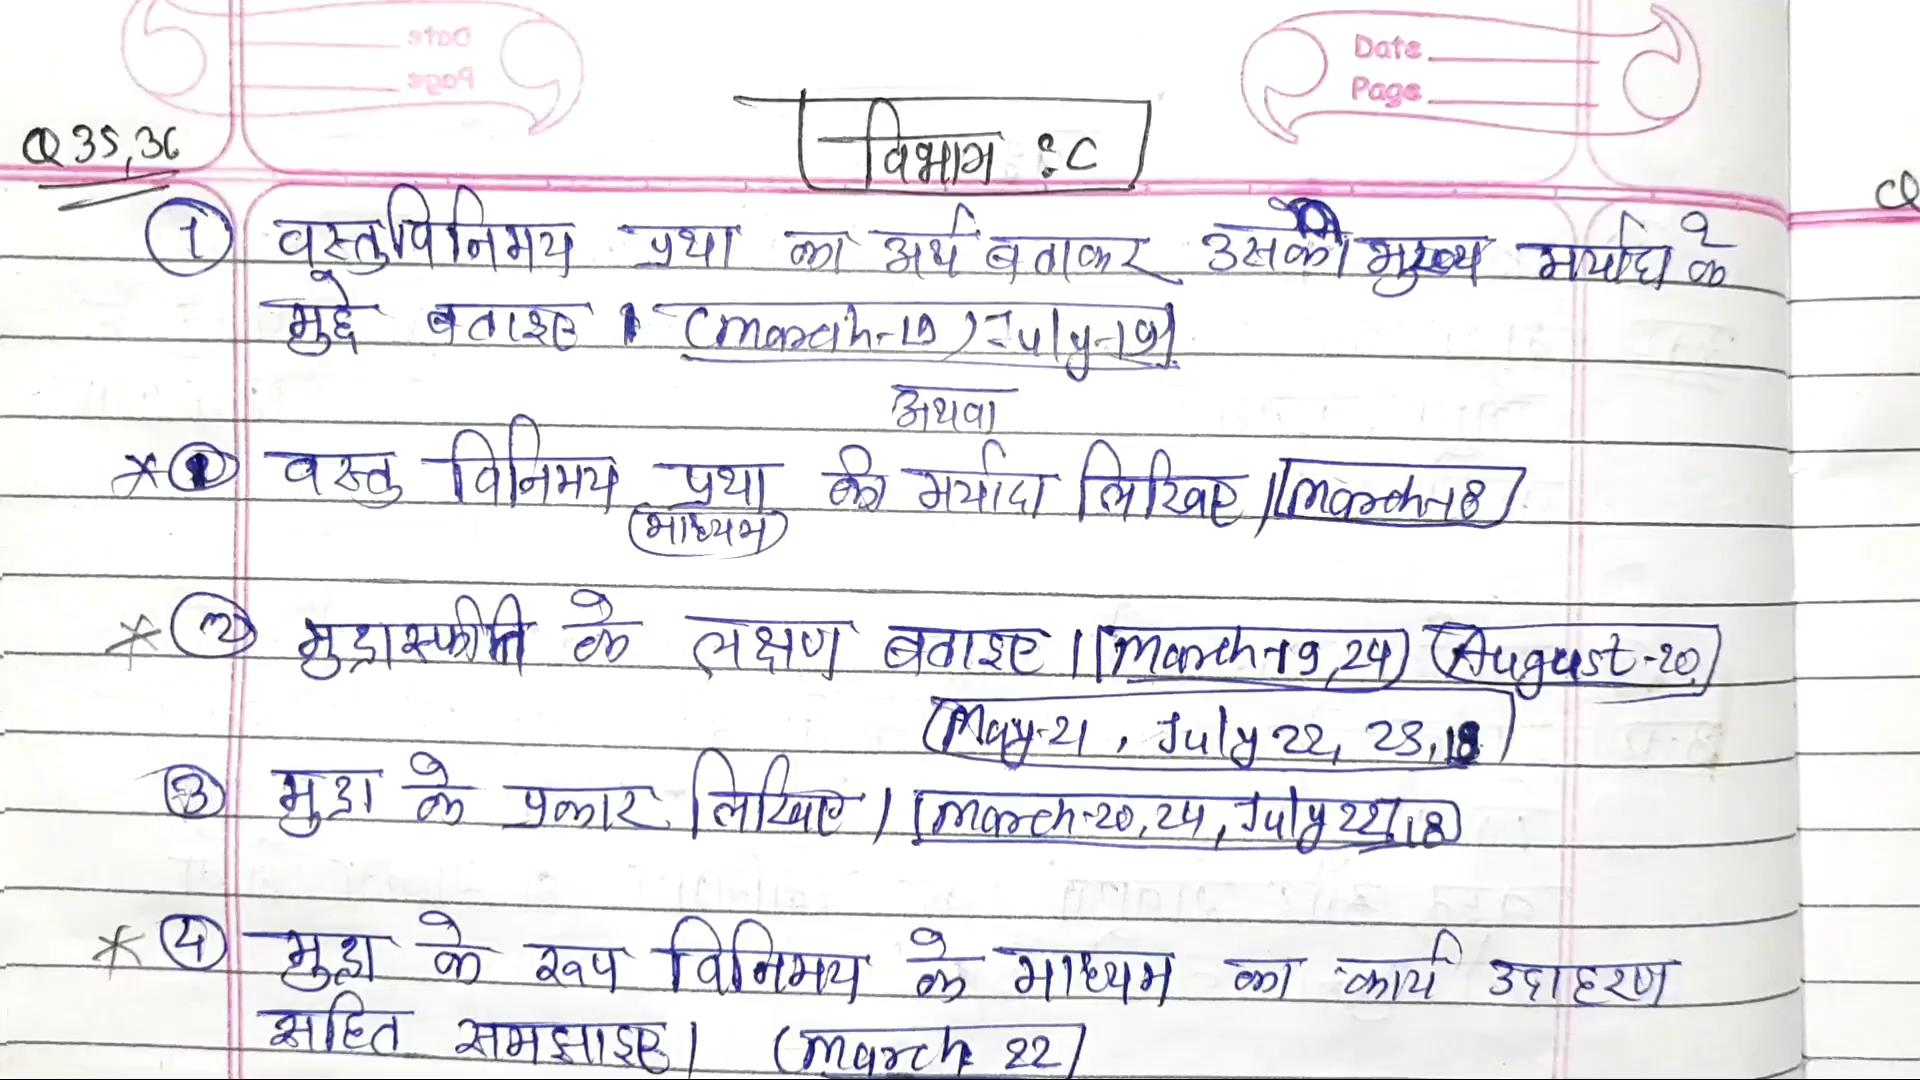 Date
Page
Q 35,36
विभाग : C
① वस्तुविनिमय प्रथा का अर्थ बताकर उसकी मुख्य मर्यादा के
मुद्दे बताइए । (March-19) July-19)
अथवा
* ① वस्तु विनिमय प्रथा की मर्यादा लिखिए । (March-18)
(माध्यम)
* ② मुद्रास्फीति के लक्षण बताइए । (March-19,24) (August-20)
(May-21, July 22, 23, 18)
③ मुद्रा के प्रकार लिखिए । (March-20,24, July 22, 18)
* ④ मुद्रा के रूप विनिमय के माध्यम का कार्य उदाहरण
सहित समझाइए । (March 22)